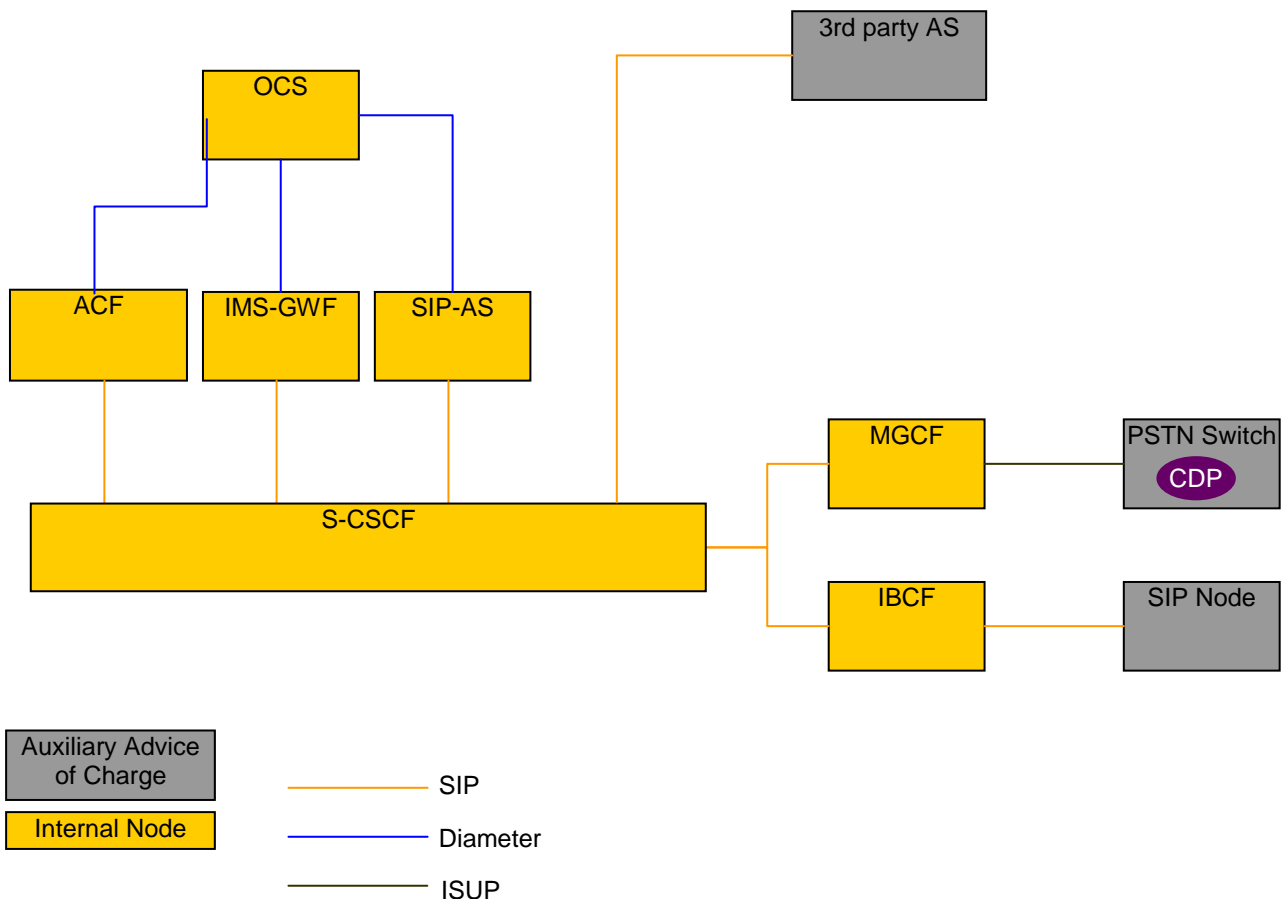 3rd party AS
OCS
ACF
IMS-GWF
SIP-AS
MGCF
PSTN Switch
CDP
S-CSCF
IBCF
SIP Node
Auxiliary Advice
of Charge
Internal Node
SIP
Diameter
ISUP